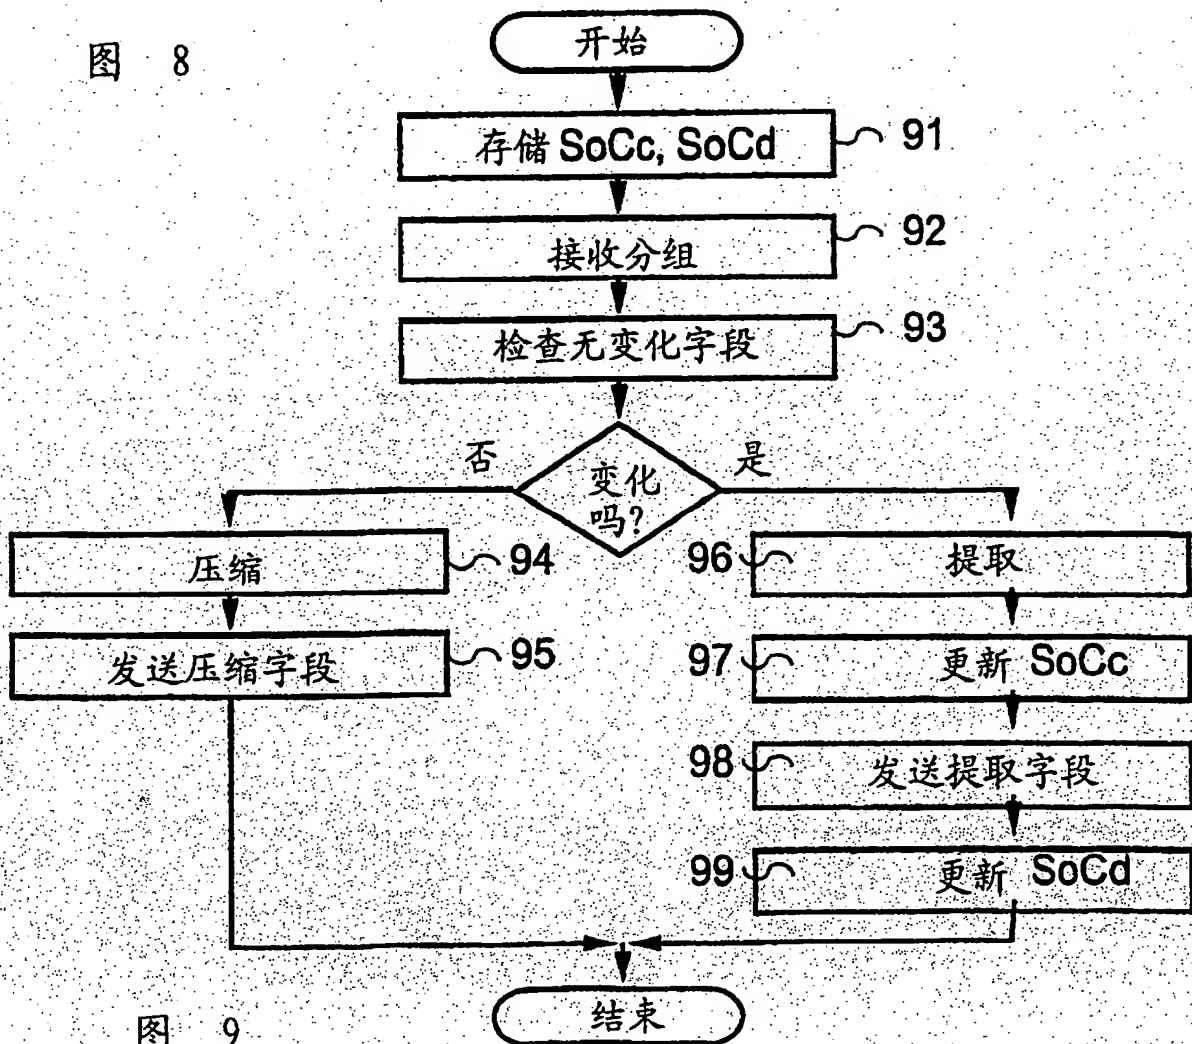 图 8
开始
存储 SoCc, SoCd
91
接收分组
92
检查无变化字段
93
否
变化
吗?
是
压缩
94
96
提取
发送压缩字段
95
97
更新 SoCc
98
发送提取字段
99
更新 SoCd
结束
图 9